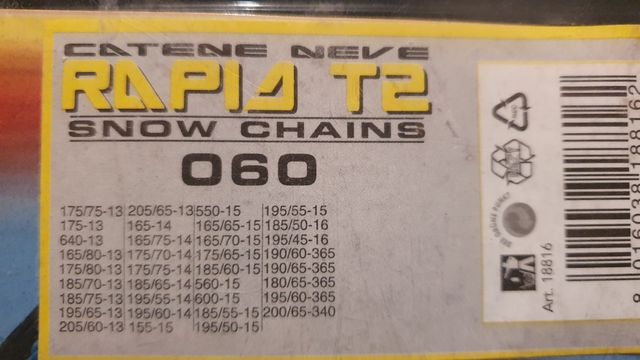 CATENE NEVE
RAPID T2
SNOW CHAINS
060
175/75-13 205/65-13 550-15 195/55-15
175-13 165-14 165/65-15 185/50-16
640-13 165/75-14 165/70-15 195/45-16
165/80-13 175/70-14 175/65-15 190/60-365
175/80-13 175/75-14 185/60-15 190/65-365
185/70-13 185/65-14 560-15 180/65-365
185/75-13 195/55-14 600-15 195/60-365
195/65-13 195/60-14 185/55-15 200/65-340
205/60-13 155-15 195/50-15
DER GRÜNE PUNKT
Art. 18816